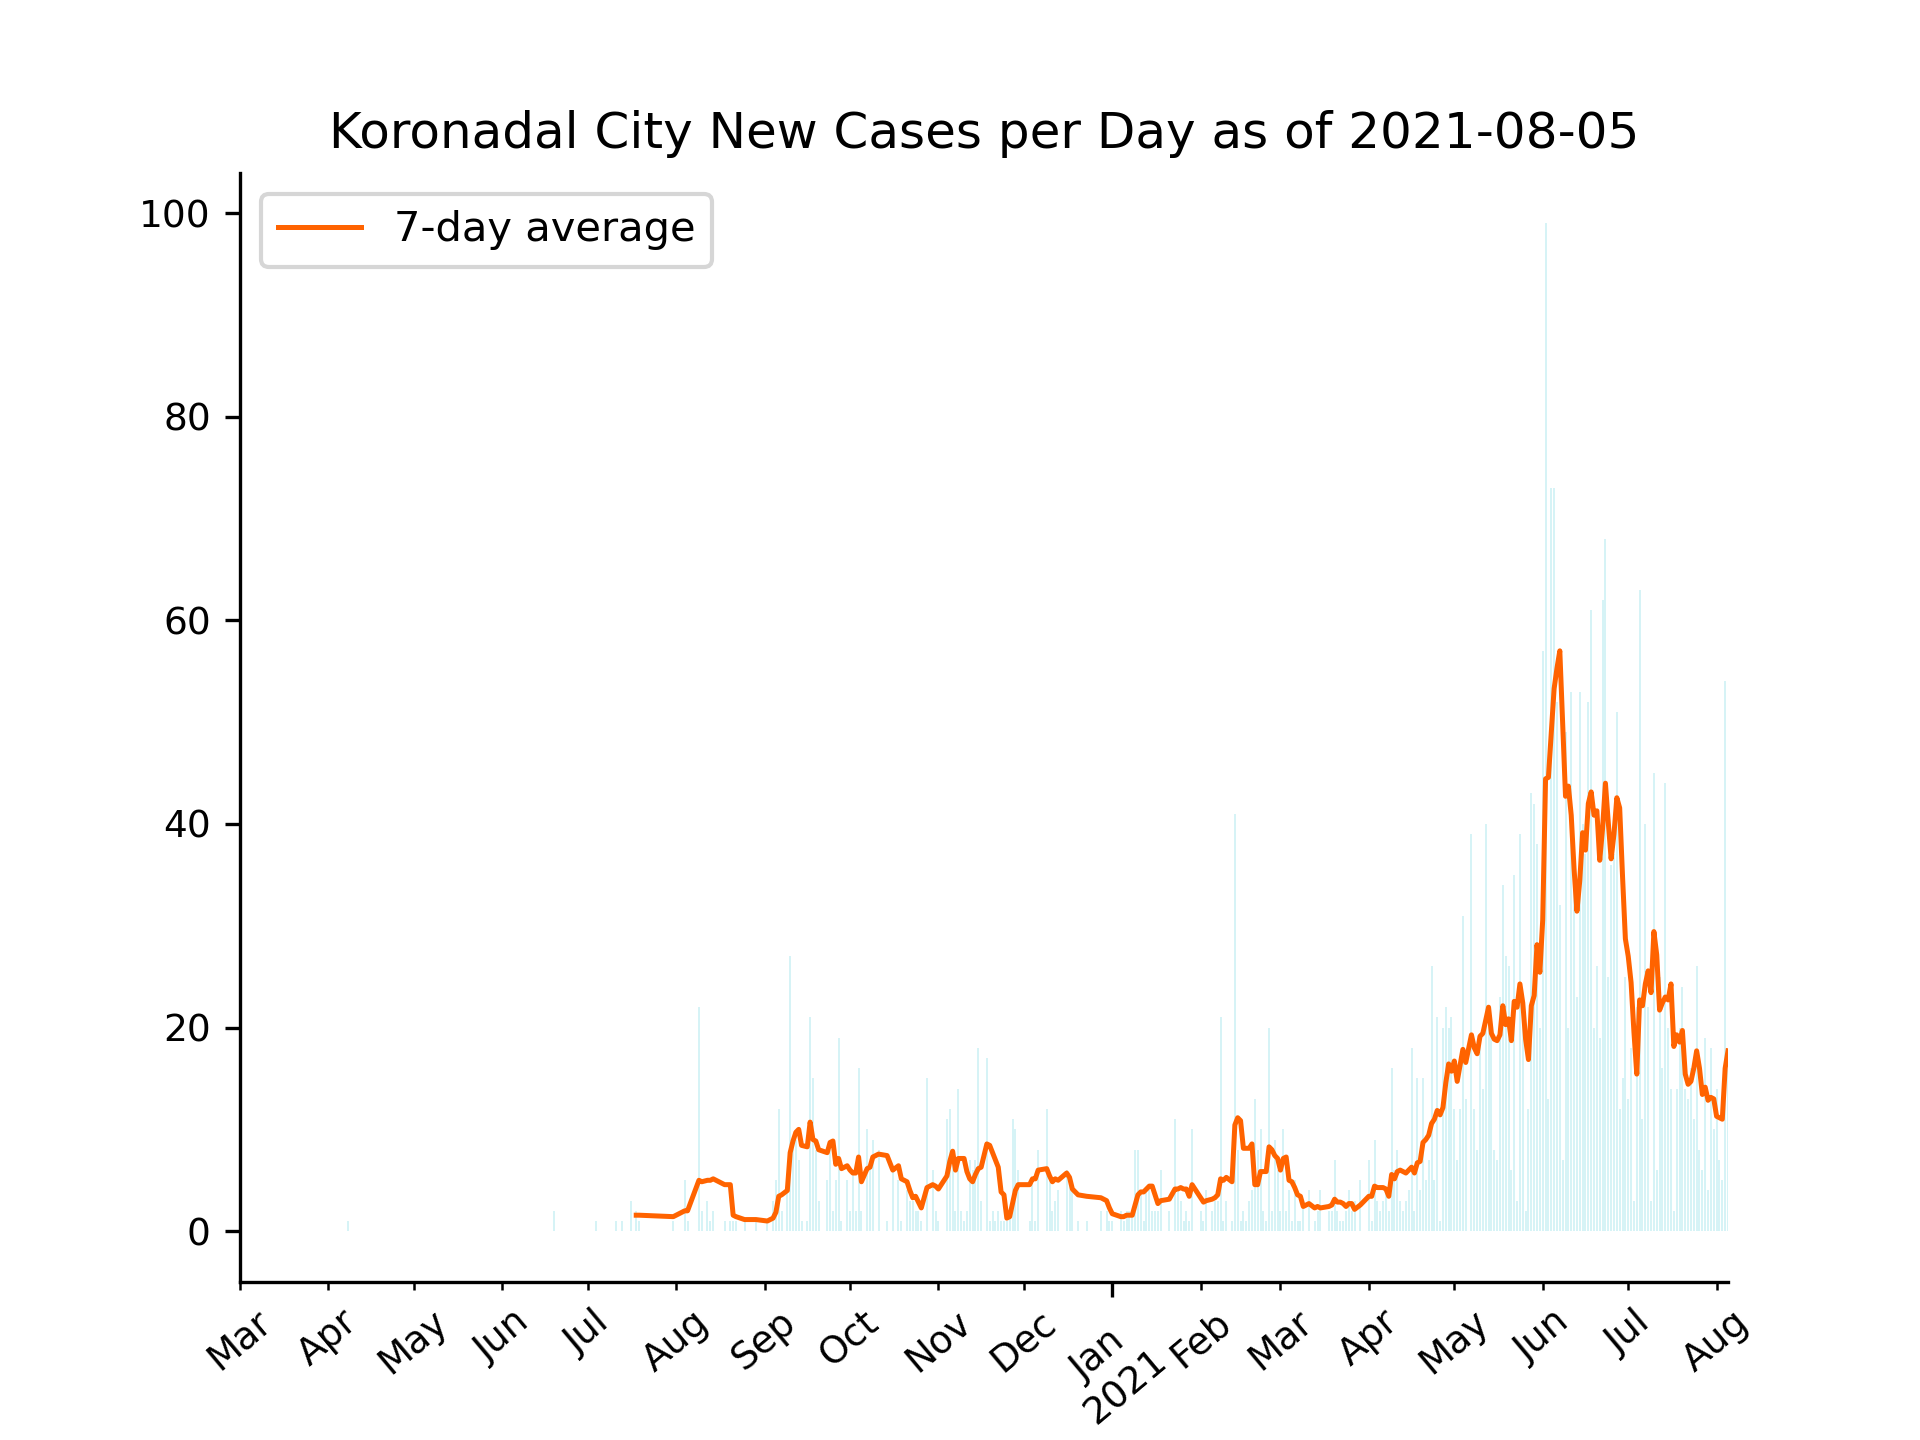 Koronadal City New Cases per Day as of 2021-08-05
7-day average
100
80
60
40
20
0
Mar Apr May Jun Jul Aug Sep Oct Nov Dec Jan Feb Mar Apr May Jun Jul Aug
2021